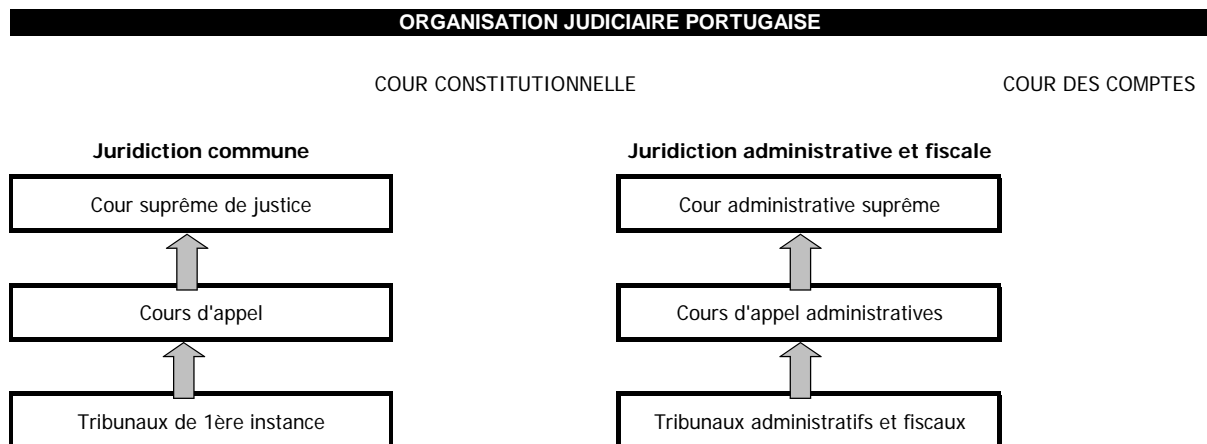 ORGANISATION JUDICIAIRE PORTUGAISE
COUR CONSTITUTIONNELLE
COUR DES COMPTES
Juridiction commune
Juridiction administrative et fiscale
Cour suprême de justice
Cour administrative suprême
Cours d'appel
Cours d'appel administratives
Tribunaux de 1ère instance
Tribunaux administratifs et fiscaux